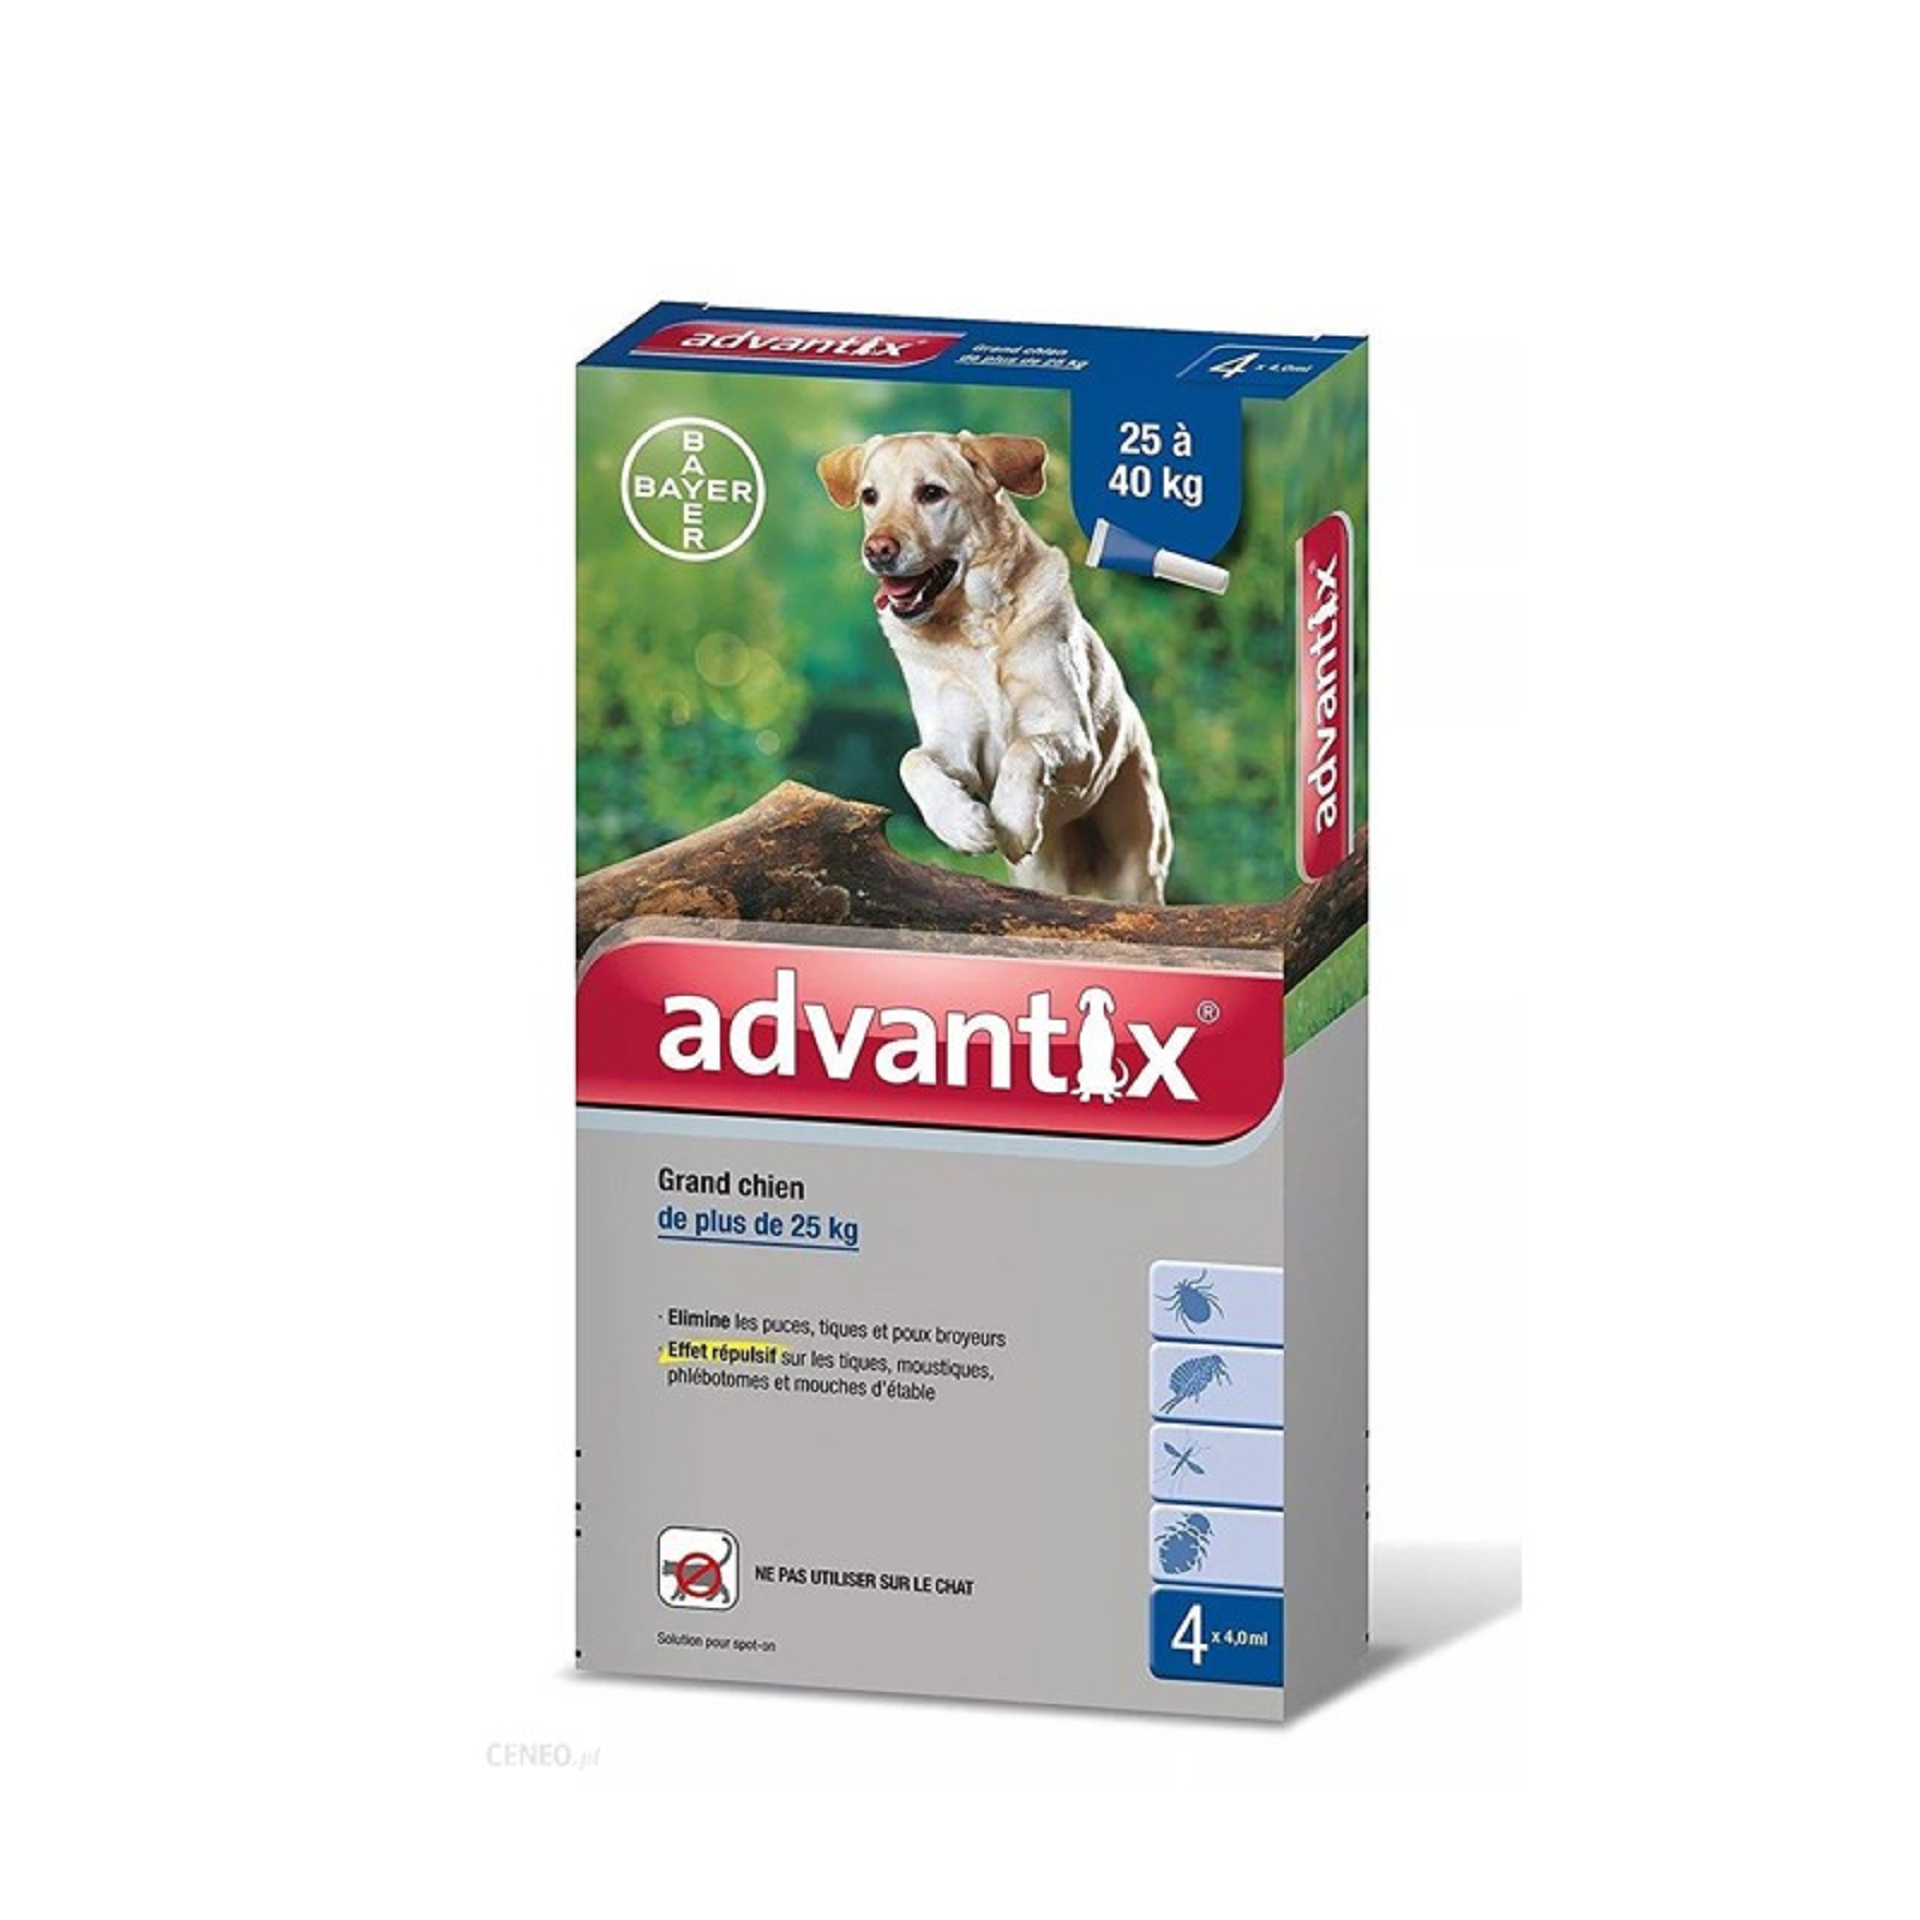 advantix®
Grand chien
de plus de 25 kg
4 x 4,0ml
BAYER
BAYER
25 à
40 kg
advantix®
advantix®
Grand chien
de plus de 25 kg
· Elimine les puces, tiques et poux broyeurs
· Effet répulsif sur les tiques, moustiques,
phlébotomes et mouches d'étable
NE PAS UTILISER SUR LE CHAT
Solution pour spot-on
4 x 4,0ml
CENEO.pl